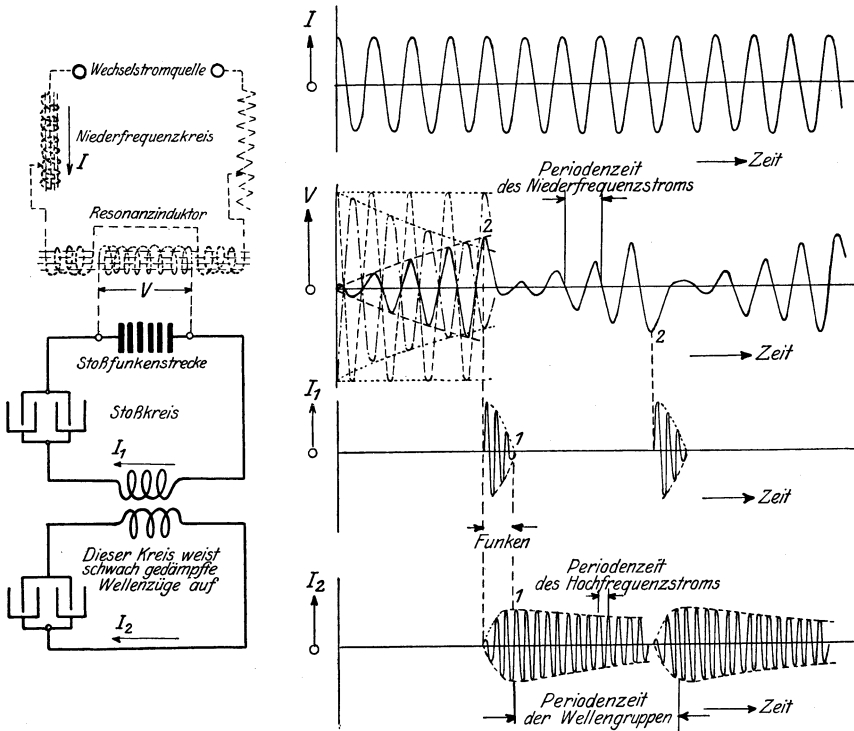 Wechselstromquelle
Niederfrequenzkreis
I
Resonanzinduktor
V
Stoßfunkenstrecke
Stoßkreis
I₁
Dieser Kreis weist
schwach gedämpfte
Wellenzüge auf
I₂
I
Zeit
Periodenzeit
des Niederfrequenzstroms
V
2
2
Zeit
I₁
1
Zeit
Funken
Periodenzeit
des Hochfrequenzstroms
I₂
1
Periodenzeit
der Wellengruppen
Zeit